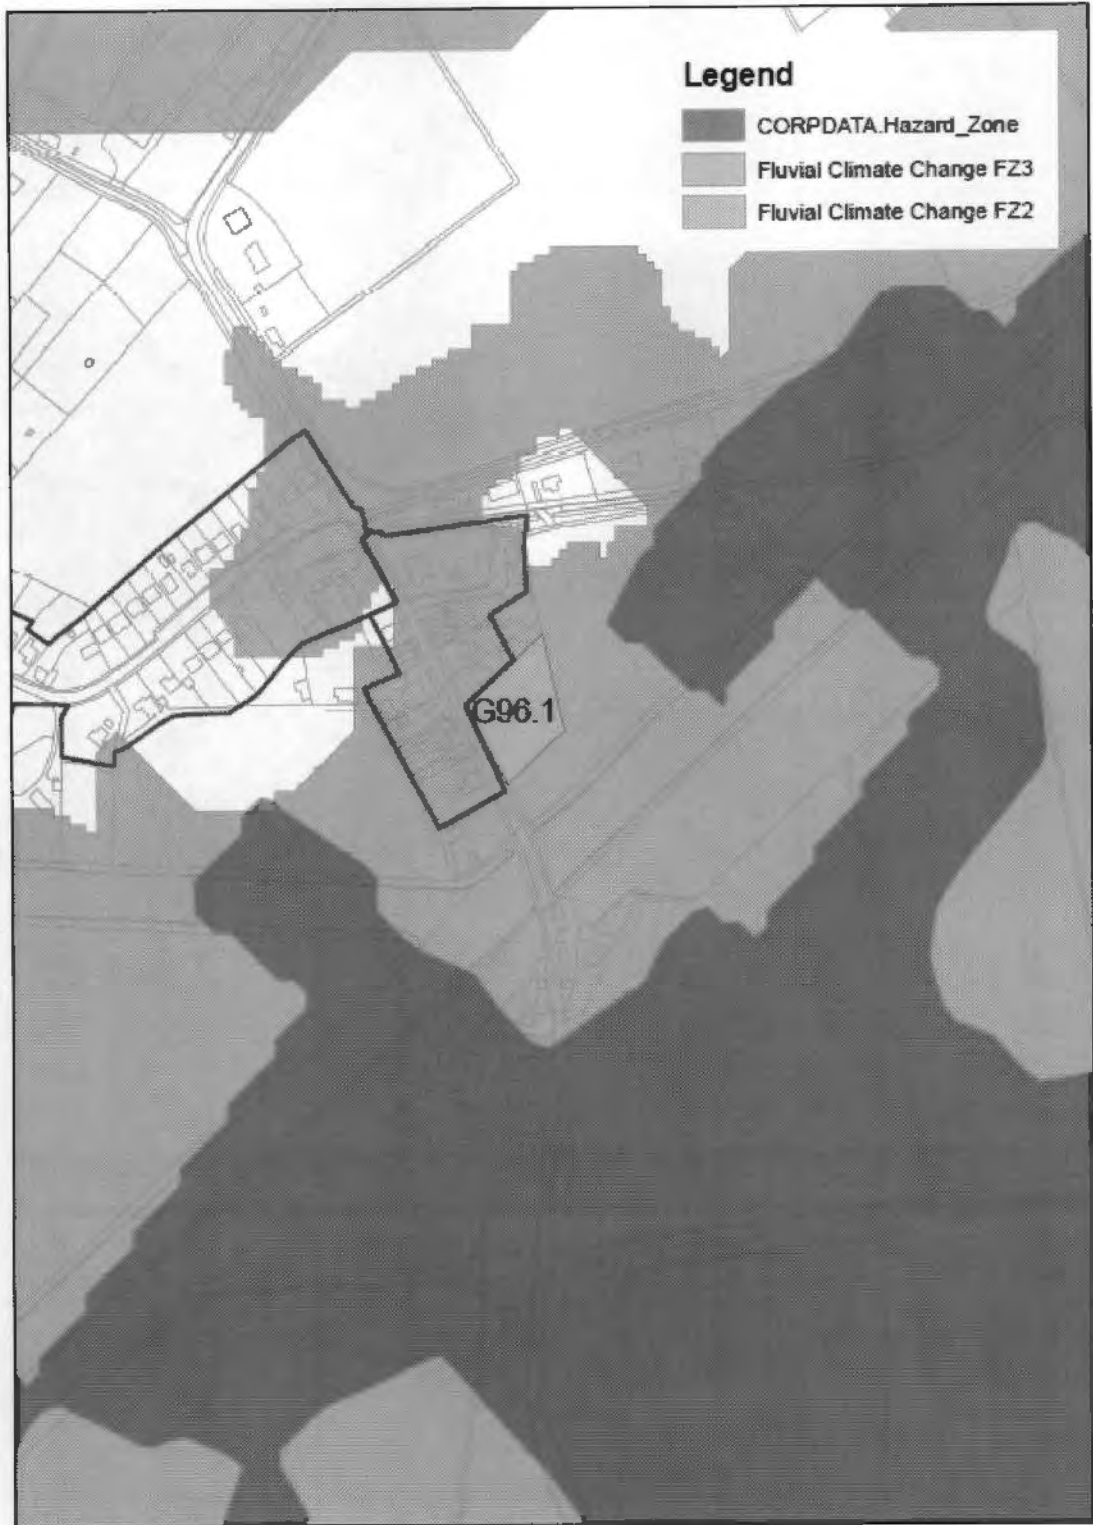 Legend
CORPDATA.Hazard_Zone
Fluvial Climate Change FZ3
Fluvial Climate Change FZ2
G96.1